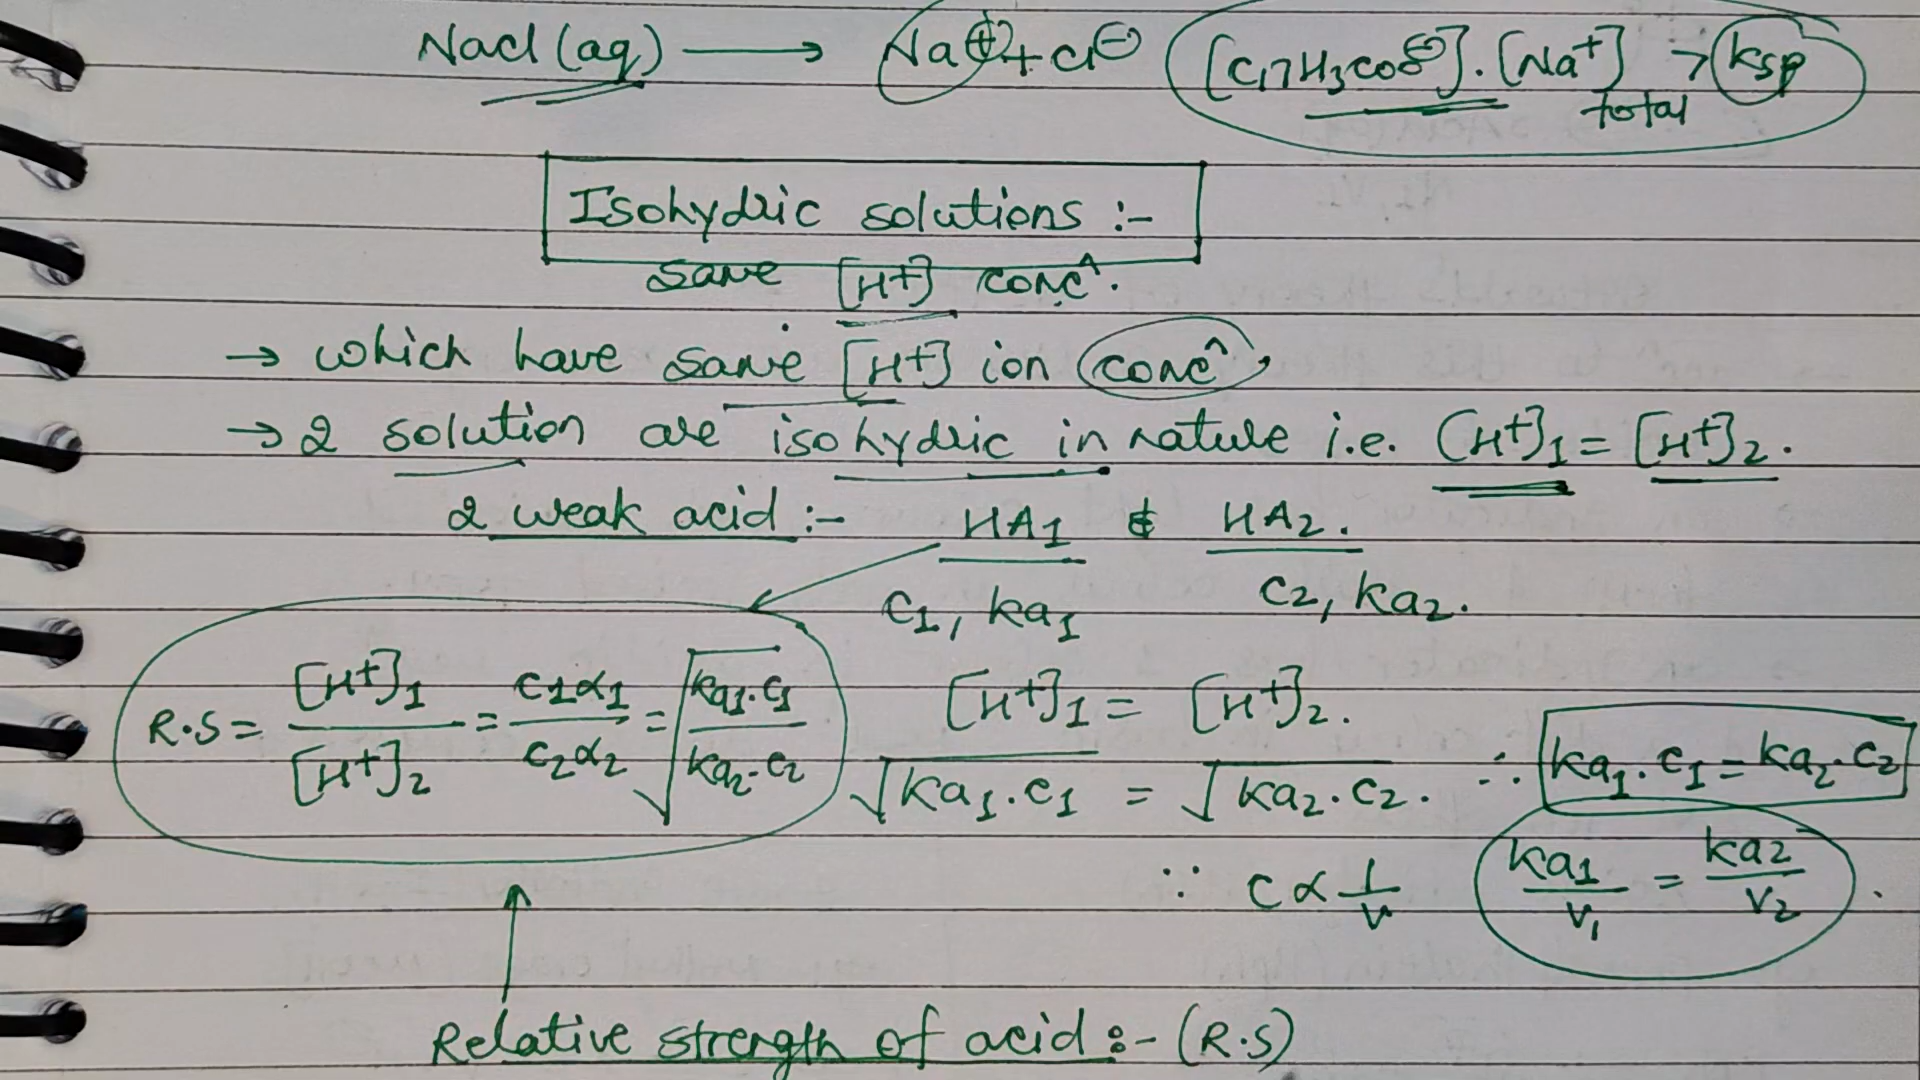 Nacl (aq) ⟶ Na⊕ + Cl⊖ [C17H3COO⊖]. [Na+] total > Ksp
Isohydric solutions :-
same [H+] conc^.
→ which have same [H+] ion conc^,
→ 2 solution are isohydric in nature i.e. [H+]1 = [H+]2.
2 weak acid :- HA1 & HA2.
C1, Ka1 C2, Ka2.
R.S = [H+]1 / [H+]2 = C1α1 / C2α2 = √(Ka1.C1 / Ka2.C2)
[H+]1 = [H+]2.
√Ka1.C1 = √Ka2.C2. ∴ Ka1.C1 = Ka2.C2
∵ C ∝ 1/V Ka1/V1 = Ka2/V2.
Relative strength of acid :- (R.S)